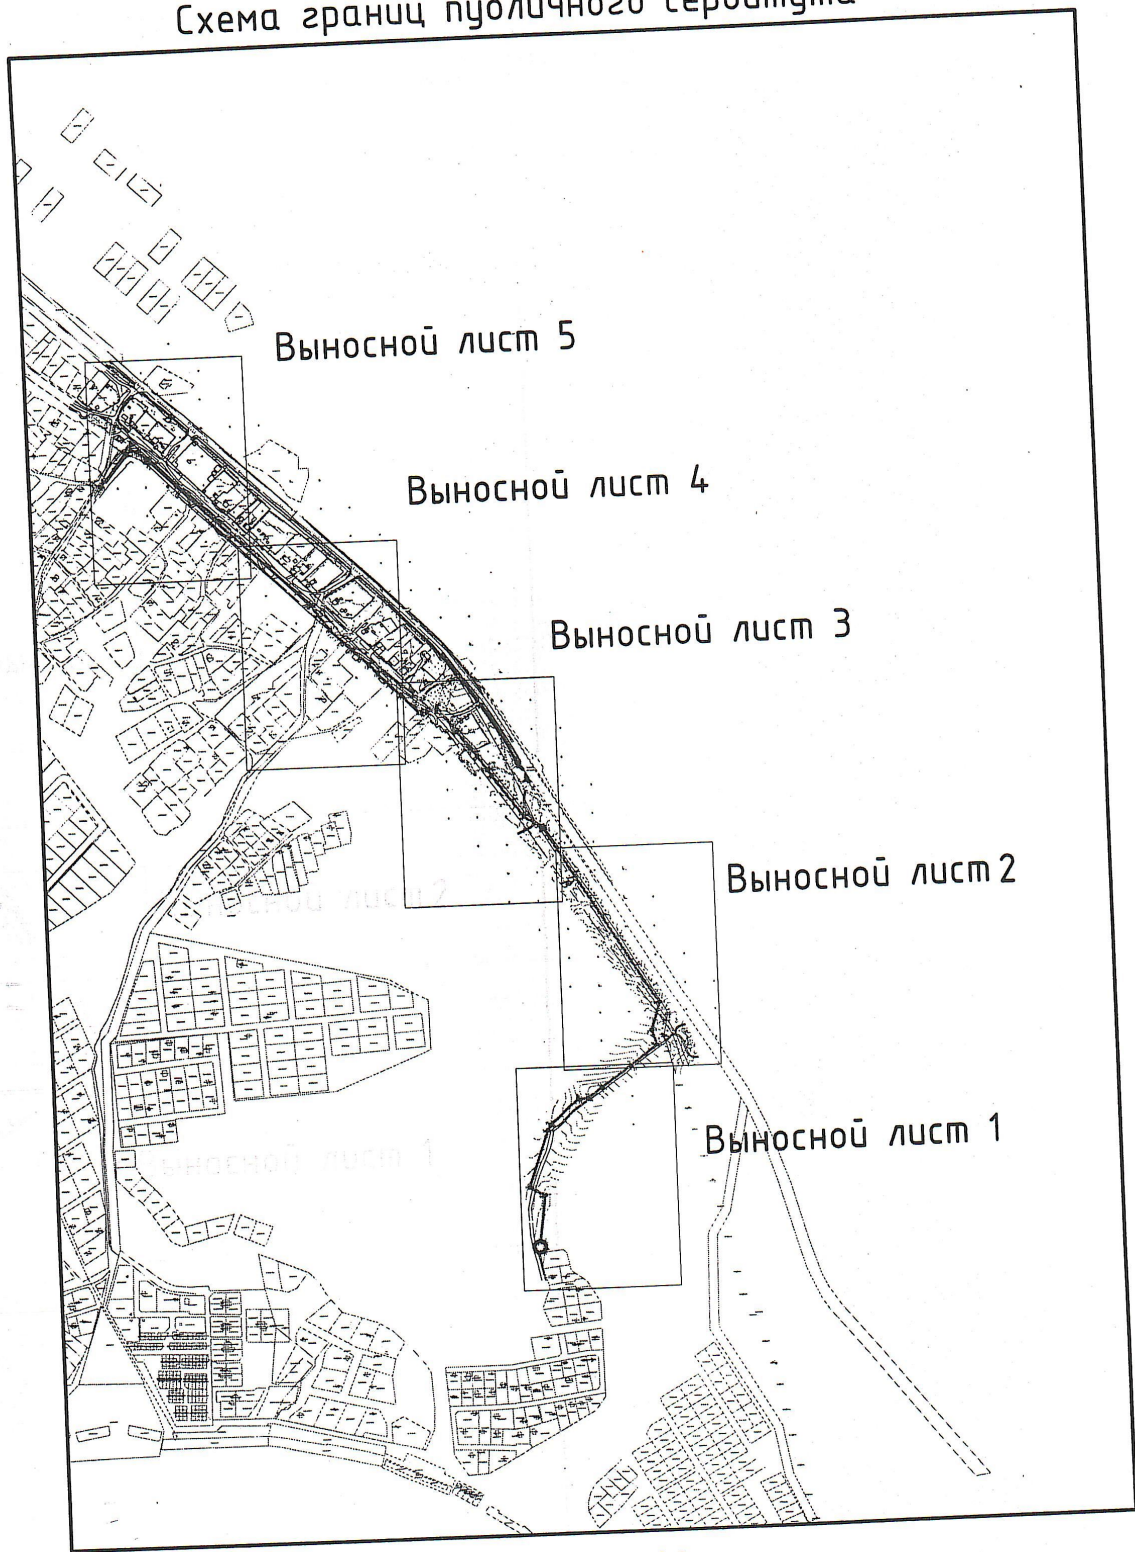 Схема границ публичного сервитута
Выносной лист 5
Выносной лист 4
Выносной лист 3
Выносной лист 2
Выносной лист 1